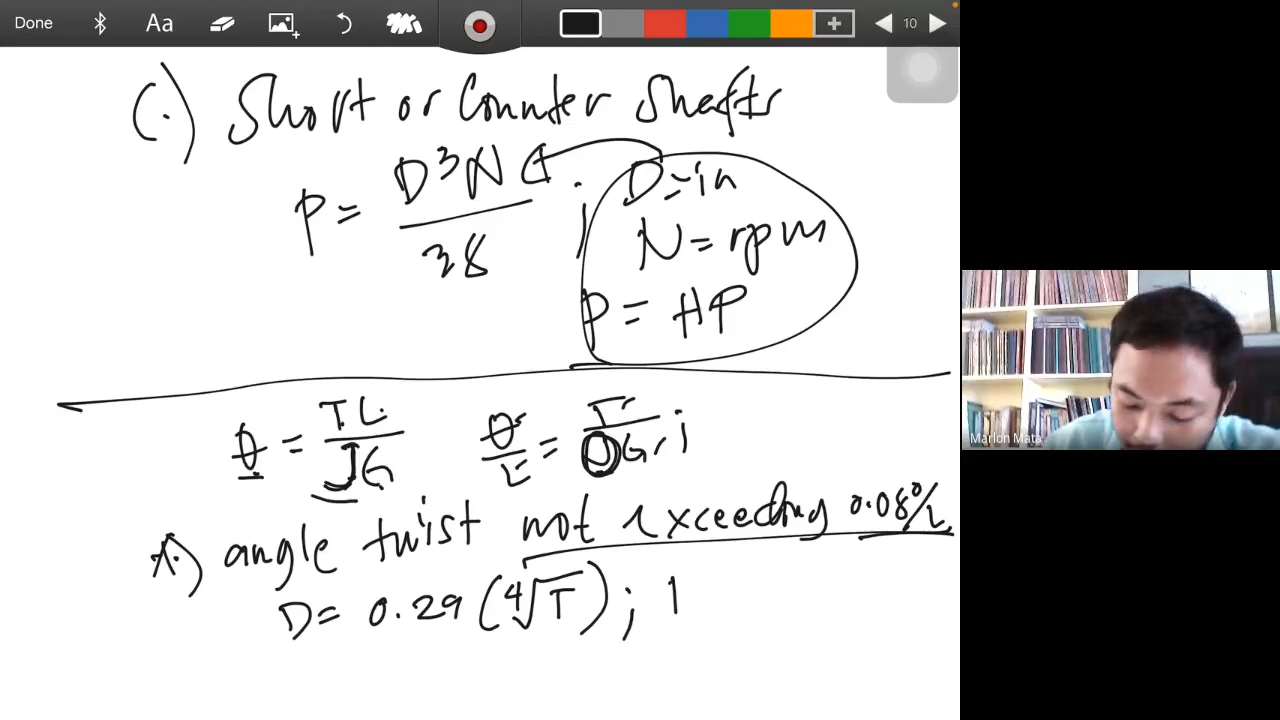 Done Aa 10
C.) Short or Counter Shafts
P = D³N / 38 ; D = in
N = rpm
P = HP
θ = TL / JG θ / L = T / JG ;
A.) angle twist not exceeding 0.08°/L
D = 0.29 (⁴√T) ; 1
Marlon Mata